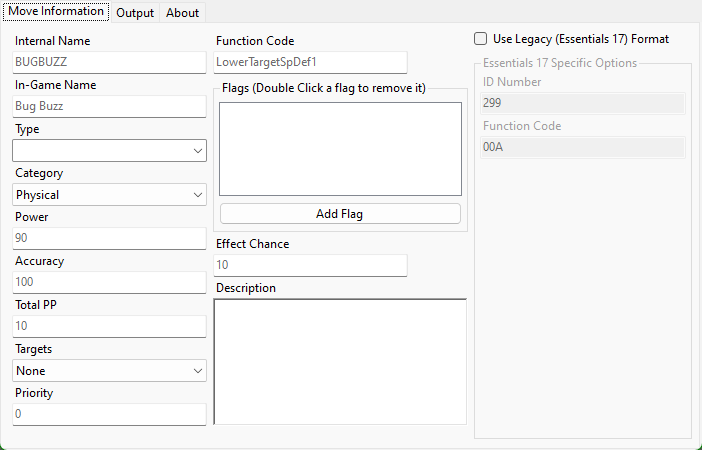 Move Information
Output
About
Internal Name
BUGBUZZ
In-Game Name
Bug Buzz
Type
Category
Physical
Power
90
Accuracy
100
Total PP
10
Targets
None
Priority
0
Function Code
LowerTargetSpDef1
Flags (Double Click a flag to remove it)
Add Flag
Effect Chance
10
Description
Use Legacy (Essentials 17) Format
Essentials 17 Specific Options
ID Number
299
Function Code
00A